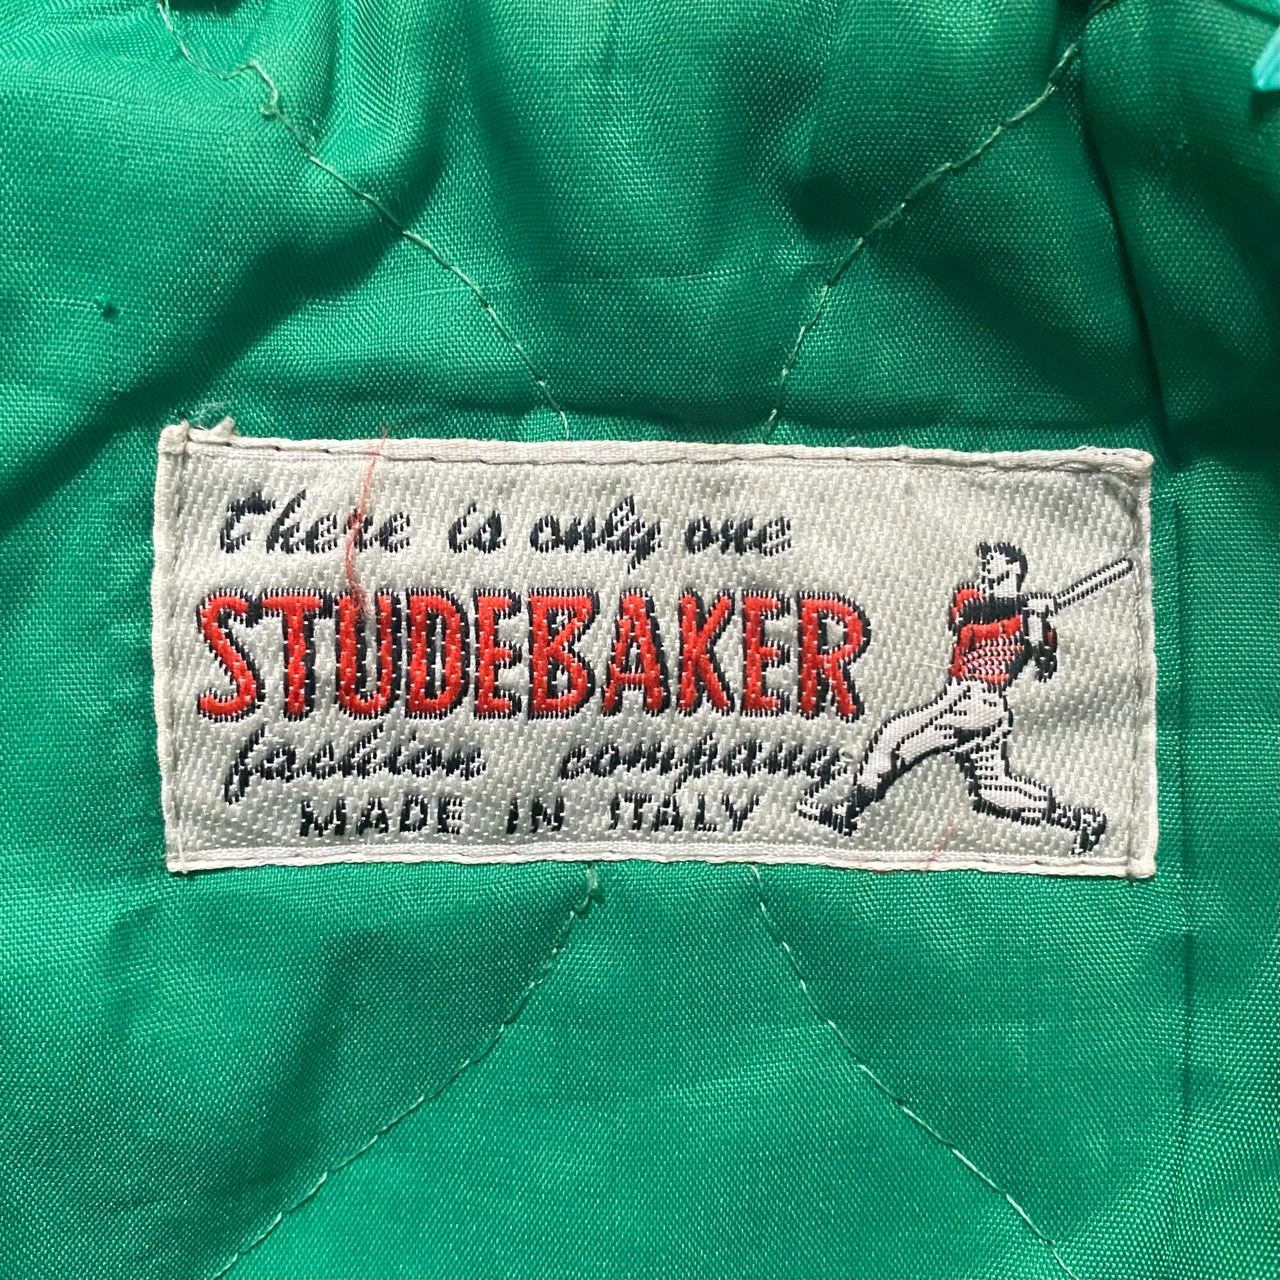 there is only one
STUDEBAKER
fashion company
MADE IN ITALY